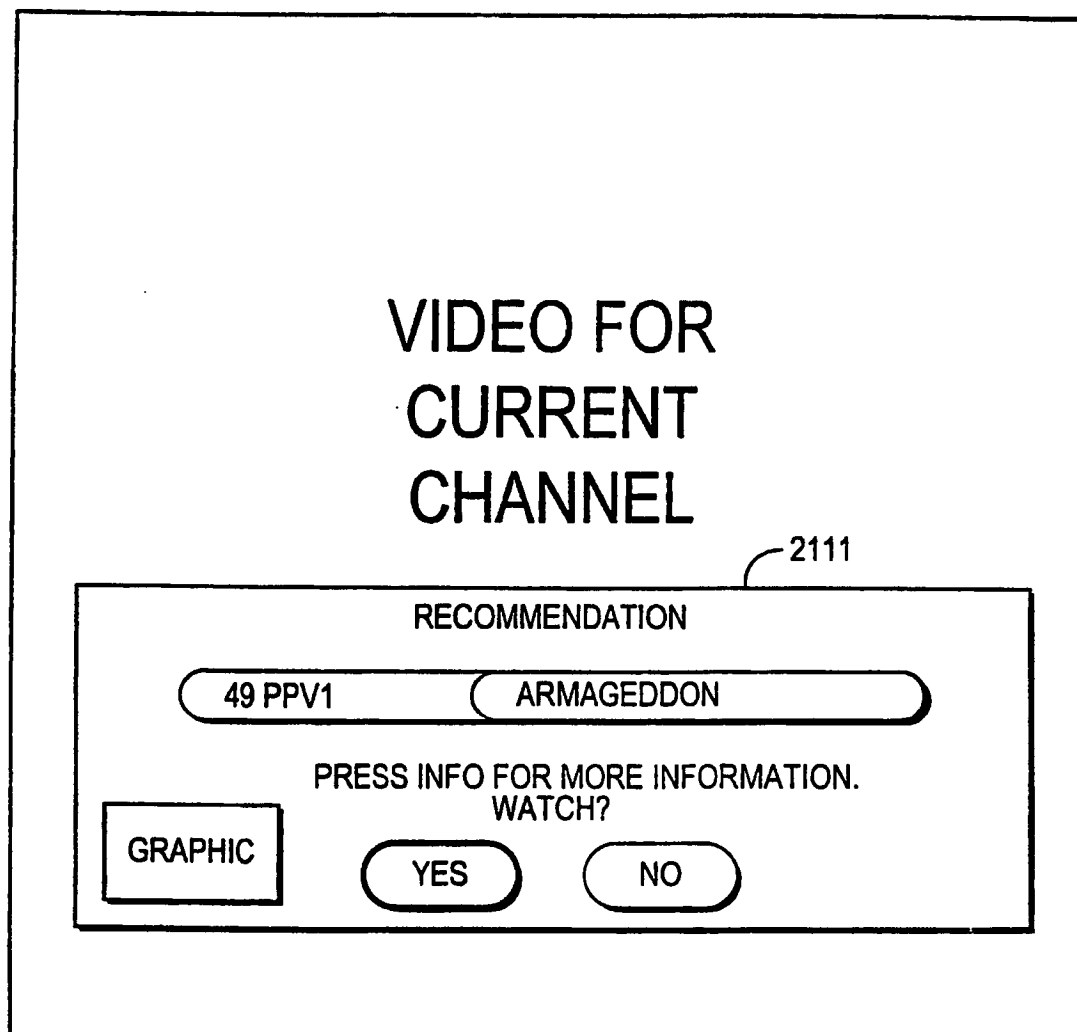 VIDEO FOR
CURRENT
CHANNEL
2111
RECOMMENDATION
49 PPV1 ARMAGEDDON
PRESS INFO FOR MORE INFORMATION.
WATCH?
GRAPHIC YES NO